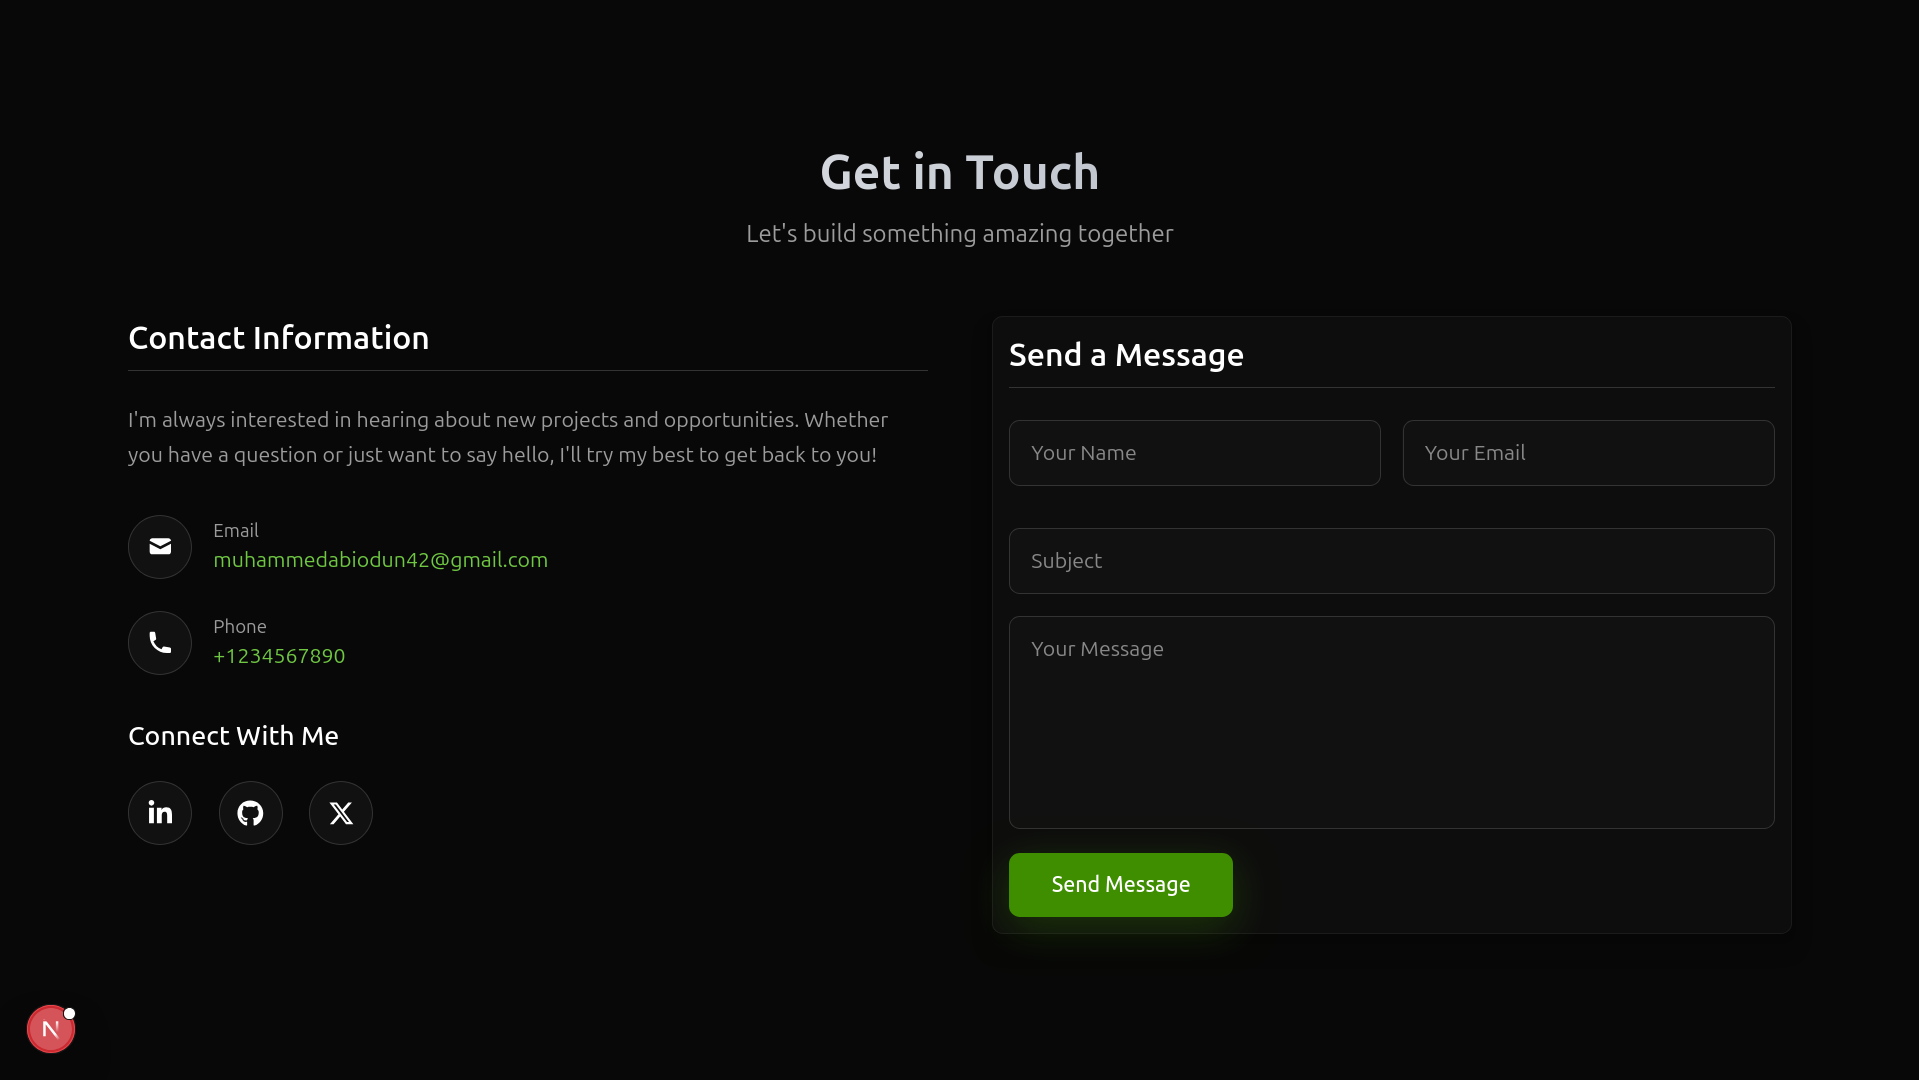 Get in Touch
Let's build something amazing together
Contact Information
I'm always interested in hearing about new projects and opportunities. Whether
you have a question or just want to say hello, I'll try my best to get back to you!
Email
muhammedabiodun42@gmail.com
Phone
+1234567890
Connect With Me
in
X
Send a Message
Your Name
Your Email
Subject
Your Message
Send Message
N